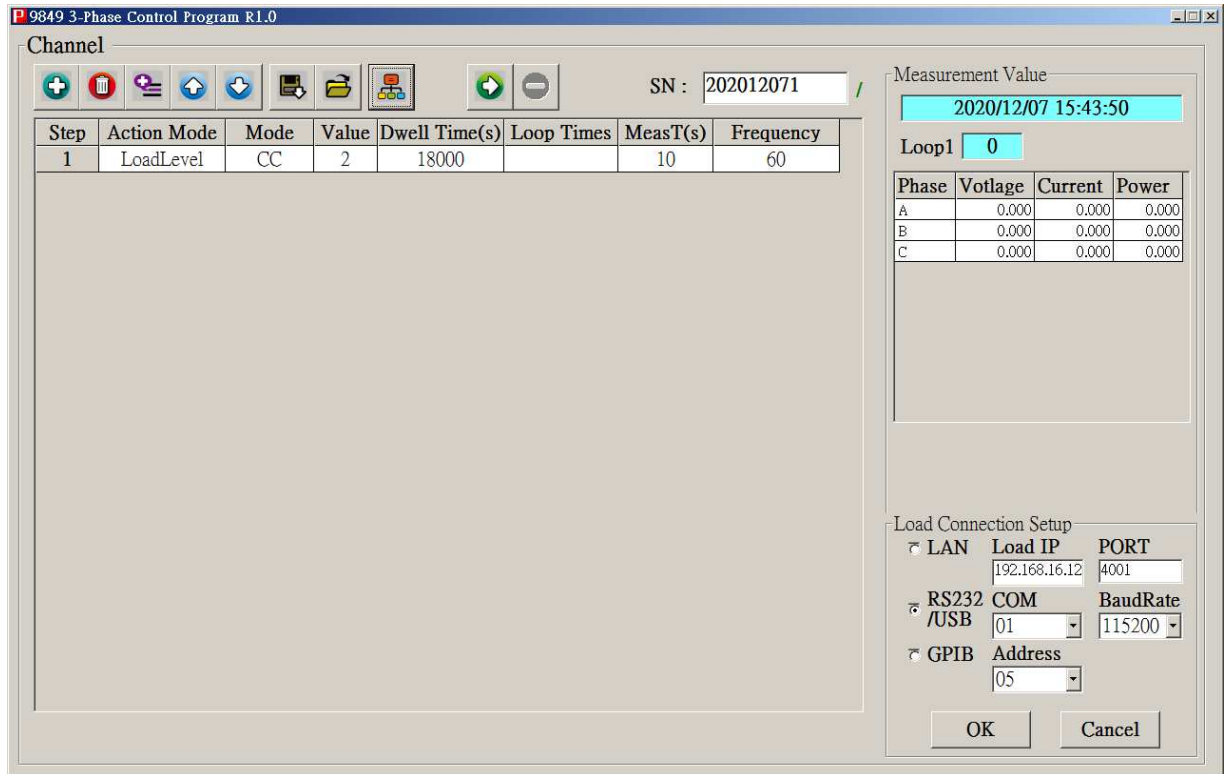 P 9849 3-Phase Control Program R1.0
Channel
SN : 202012071 /
Step Action Mode Mode Value Dwell Time(s) Loop Times MeasT(s) Frequency
1 LoadLevel CC 2 18000 10 60
Measurement Value
2020/12/07 15:43:50
Loop1 0
Phase Votlage Current Power
A 0.000 0.000 0.000
B 0.000 0.000 0.000
C 0.000 0.000 0.000
Load Connection Setup
LAN Load IP PORT
192.168.16.12 4001
RS232 COM BaudRate
/USB 01 115200
GPIB Address
05
OK Cancel